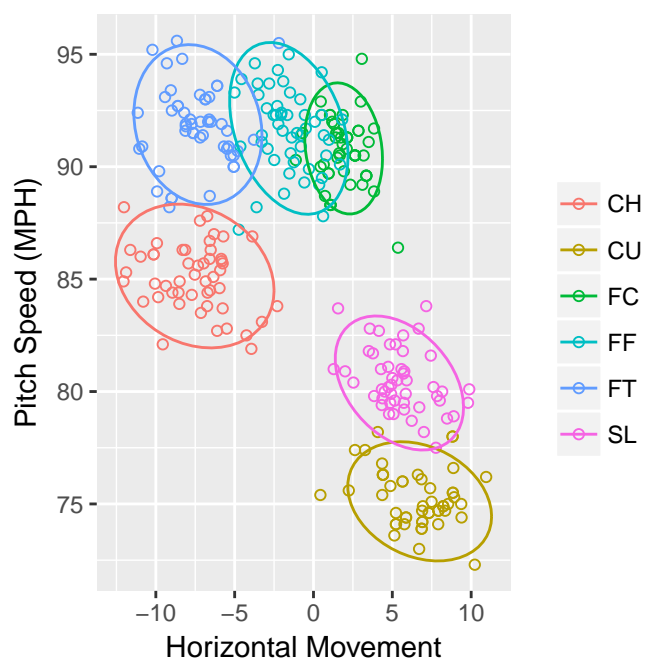 95
90
85
80
75
−10
−5
0
5
10
Horizontal Movement
Pitch Speed (MPH)
CH
CU
FC
FF
FT
SL